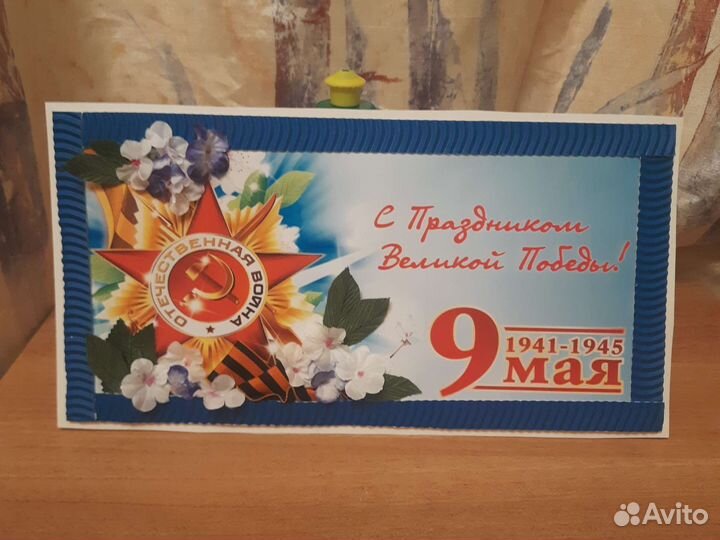 С Праздником
Великой Победы!
ОТЕЧЕСТВЕННАЯ ВОЙНА
9 мая
1941-1945
Avito